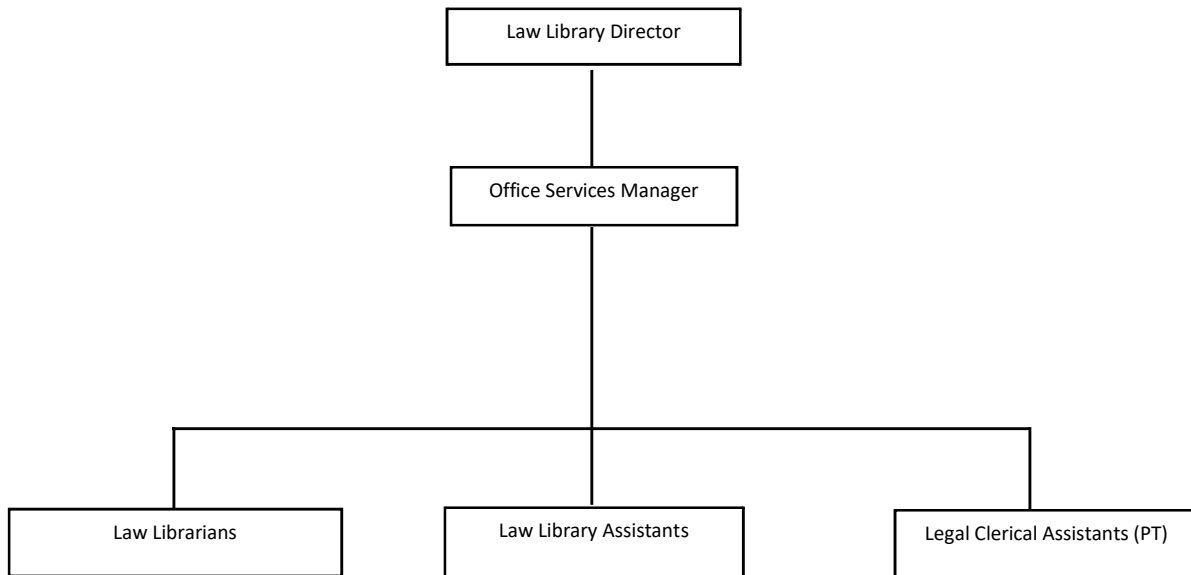 Law Library Director
Office Services Manager
Law Librarians
Law Library Assistants
Legal Clerical Assistants (PT)